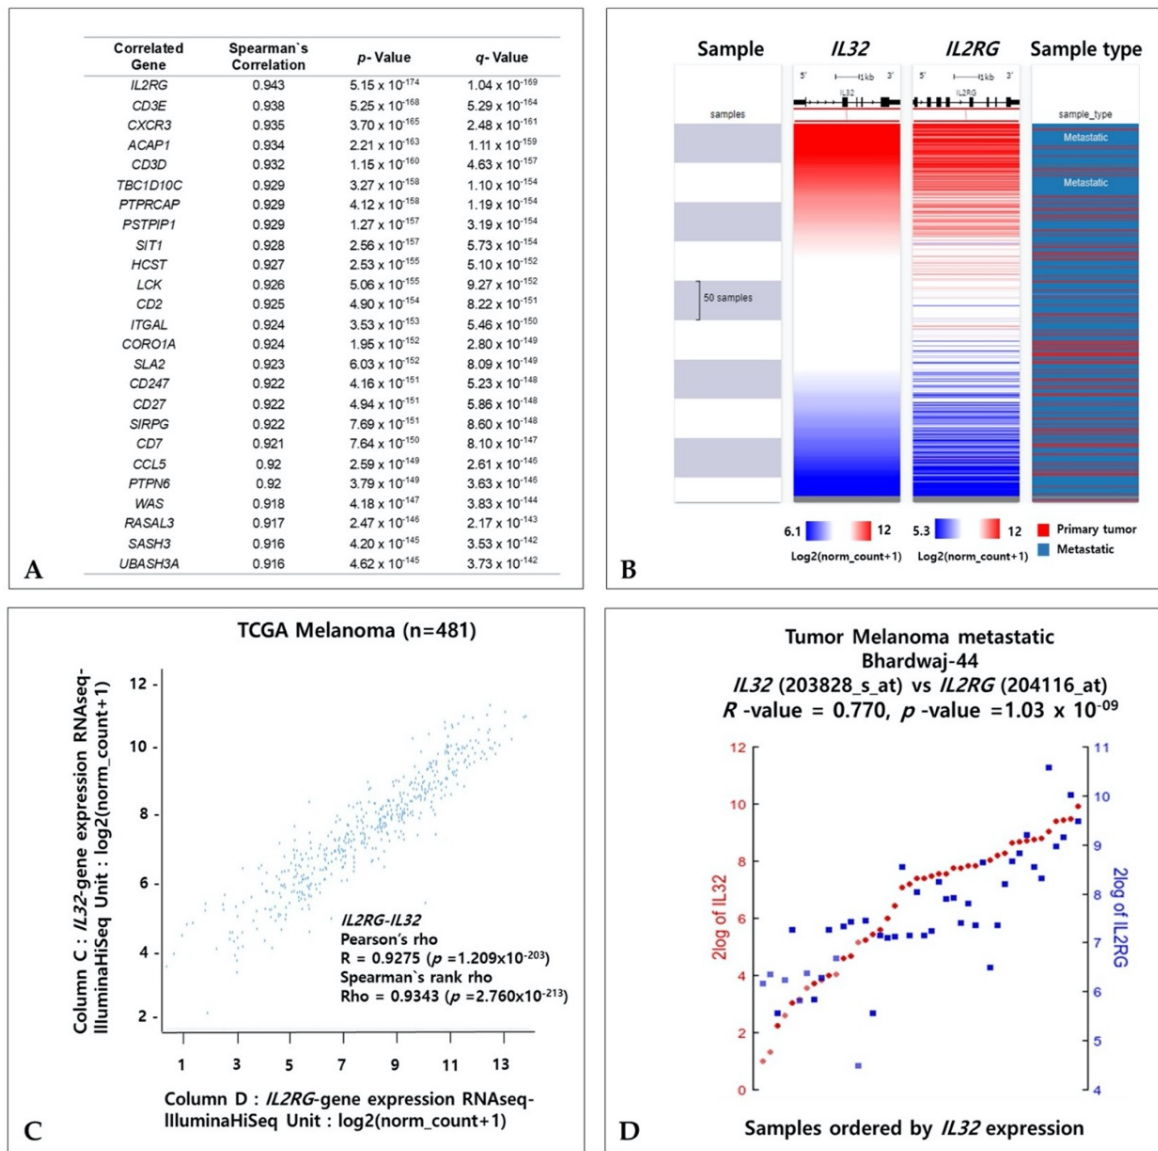 Correlated Gene Spearman`s Correlation p- Value q- Value
IL2RG 0.943 5.15 x 10^-174 1.04 x 10^-169
CD3E 0.938 5.25 x 10^-168 5.29 x 10^-164
CXCR3 0.935 3.70 x 10^-165 2.48 x 10^-161
ACAP1 0.934 2.21 x 10^-163 1.11 x 10^-159
CD3D 0.932 1.15 x 10^-160 4.63 x 10^-157
TBC1D10C 0.929 3.27 x 10^-158 1.10 x 10^-154
PTPRCAP 0.929 4.12 x 10^-158 1.19 x 10^-154
PSTPIP1 0.929 1.27 x 10^-157 3.19 x 10^-154
SIT1 0.928 2.56 x 10^-157 5.73 x 10^-154
HCST 0.927 2.53 x 10^-155 5.10 x 10^-152
LCK 0.926 5.06 x 10^-155 9.27 x 10^-152
CD2 0.925 4.90 x 10^-154 8.22 x 10^-151
ITGAL 0.924 3.53 x 10^-153 5.46 x 10^-150
CORO1A 0.924 1.95 x 10^-152 2.80 x 10^-149
SLA2 0.923 6.03 x 10^-152 8.09 x 10^-149
CD247 0.922 4.16 x 10^-151 5.23 x 10^-148
CD27 0.922 4.94 x 10^-151 5.86 x 10^-148
SIRPG 0.922 7.69 x 10^-151 8.60 x 10^-148
CD7 0.921 7.64 x 10^-150 8.10 x 10^-147
CCL5 0.92 2.59 x 10^-149 2.61 x 10^-146
PTPN6 0.92 3.79 x 10^-149 3.63 x 10^-146
WAS 0.918 4.18 x 10^-147 3.83 x 10^-144
RASAL3 0.917 2.47 x 10^-146 2.17 x 10^-143
SASH3 0.916 4.20 x 10^-145 3.53 x 10^-142
UBASH3A 0.916 4.62 x 10^-145 3.73 x 10^-142
A
Sample IL32 IL2RG Sample type
5' 3' 5' 3'
1kb 1kb
IL32 IL2RG
samples sample_type
Metastatic
Metastatic
50 samples
6.1 12 5.3 12
Log2(norm_count+1) Log2(norm_count+1)
Primary tumor
Metastatic
B
TCGA Melanoma (n=481)
Column C : IL32-gene expression RNAseq-
IlluminaHiSeq Unit : log2(norm_count+1)
12 -
10 -
8 -
6 -
4 -
2 -
IL2RG-IL32
Pearson's rho
R = 0.9275 (p =1.209x10^-203)
Spearman`s rank rho
Rho = 0.9343 (p =2.760x10^-213)
1 3 5 7 9 11 13
Column D : IL2RG-gene expression RNAseq-
IlluminaHiSeq Unit : log2(norm_count+1)
C
Tumor Melanoma metastatic
Bhardwaj-44
IL32 (203828_s_at) vs IL2RG (204116_at)
R -value = 0.770, p -value =1.03 x 10^-09
2log of IL32
12
10
8
6
4
2
0
11
10
9
8
7
6
5
4
2log of IL2RG
Samples ordered by IL32 expression
D